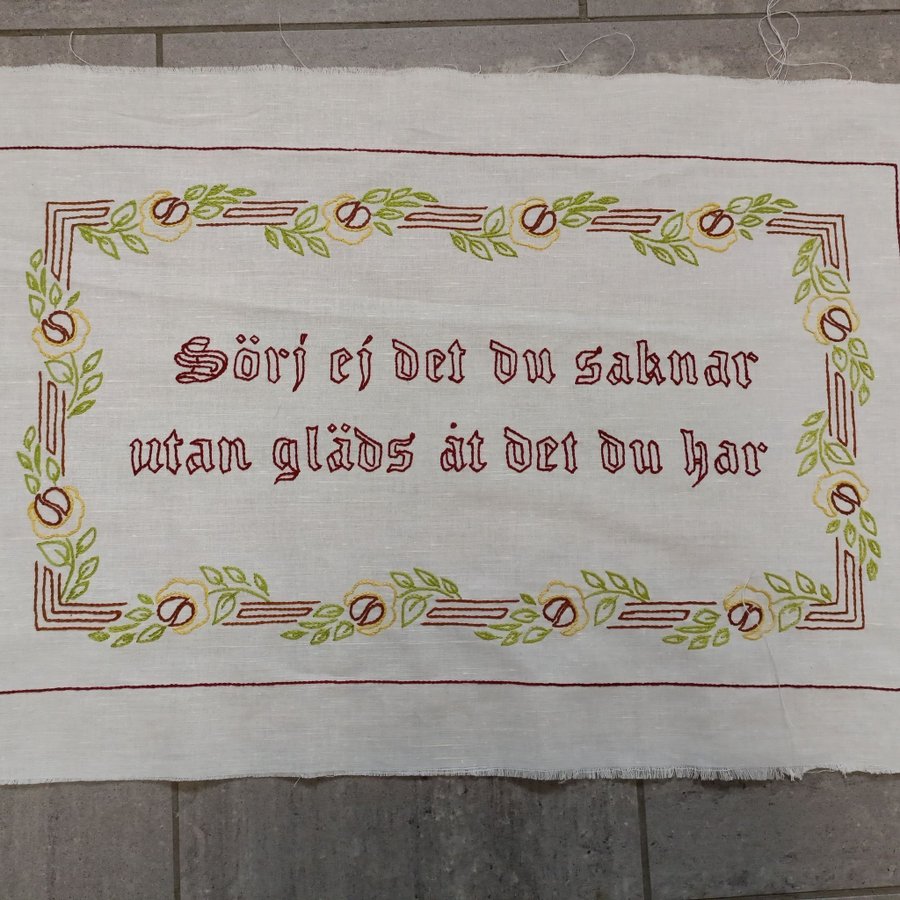 Sörj ej det du saknar
utan gläds åt det du har